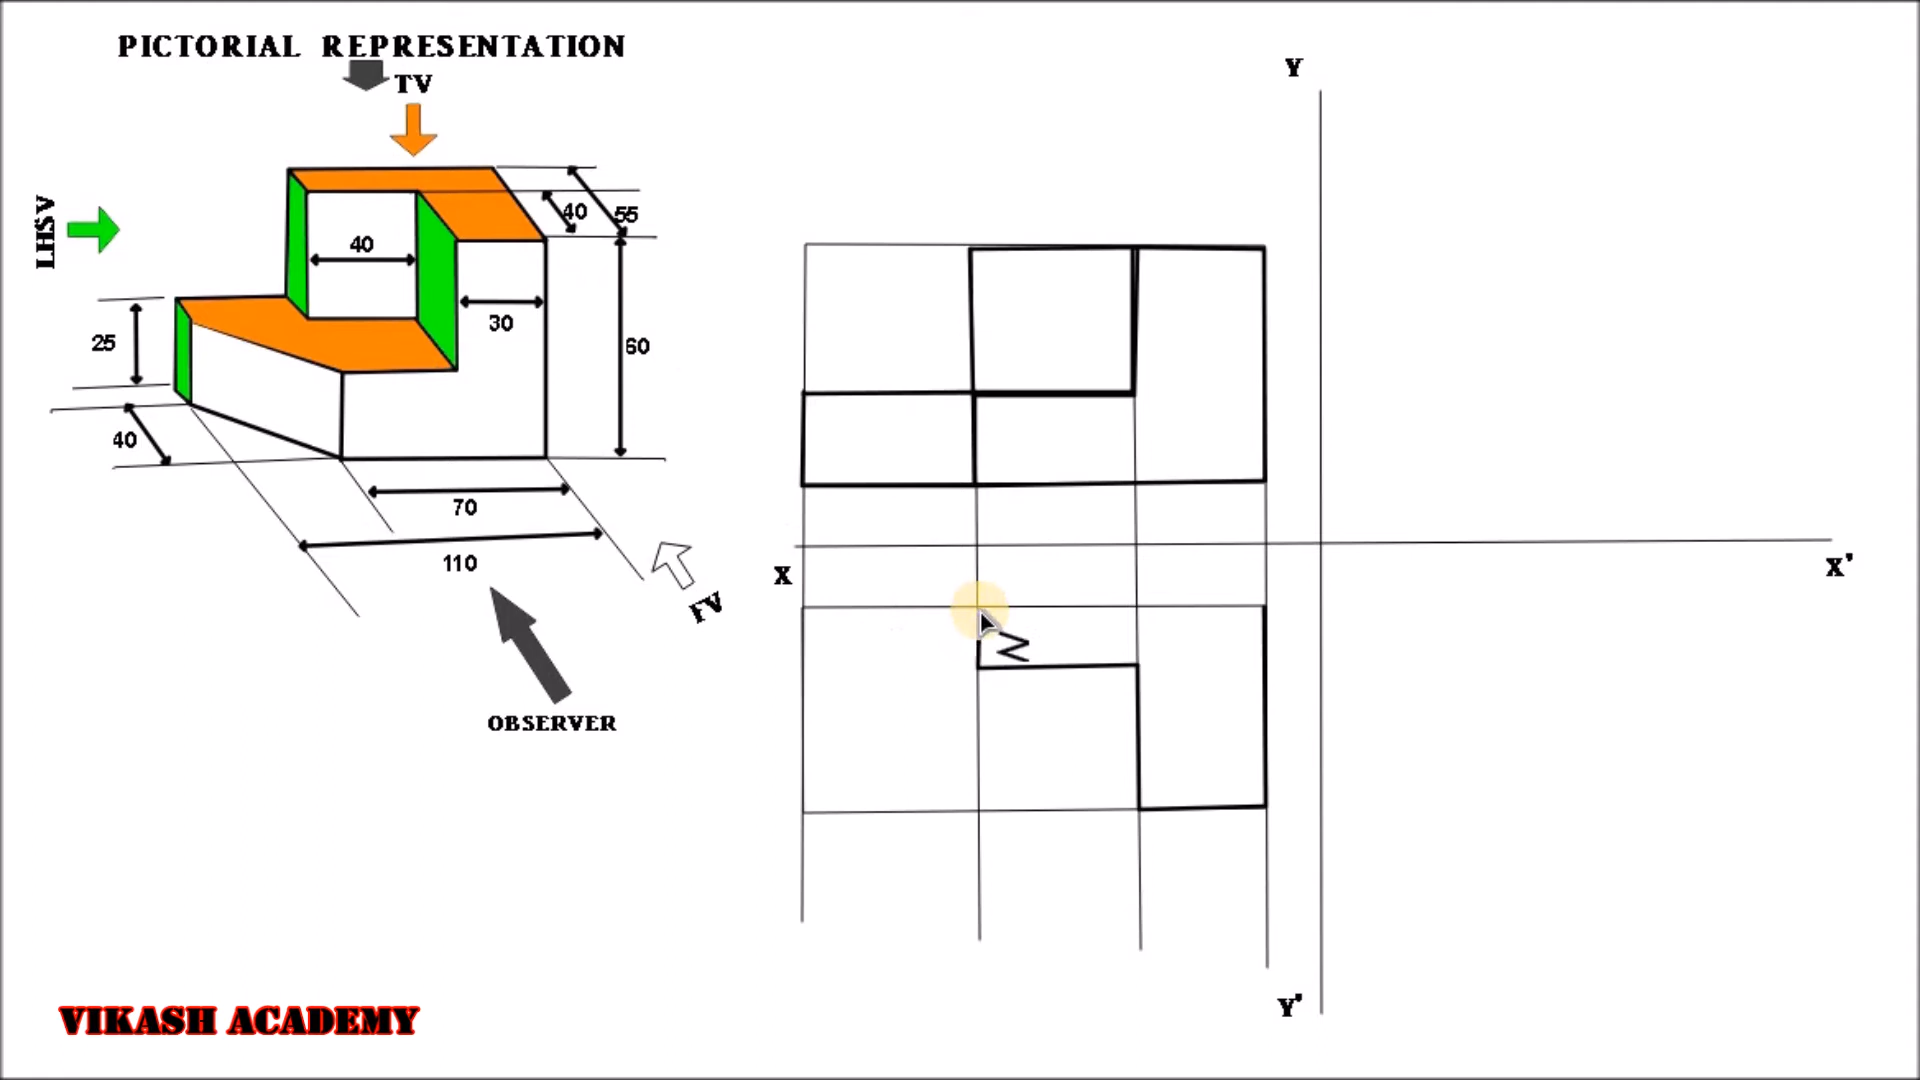 PICTORIAL REPRESENTATION
TV
LHSV
40
55
40
30
25
60
40
70
110
FV
OBSERVER
Y
X
X'
Y'
VIKASH ACADEMY